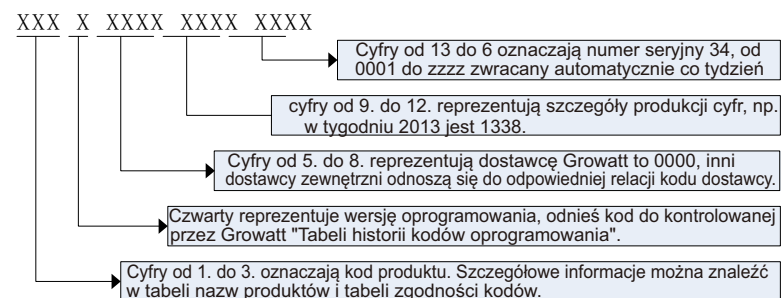 XXX X XXXX XXXX XXXX
Cyfry od 13 do 6 oznaczają numer seryjny 34, od
0001 do zzzz zwracany automatycznie co tydzień
cyfry od 9. do 12. reprezentują szczegóły produkcji cyfr, np.
w tygodniu 2013 jest 1338.
Cyfry od 5. do 8. reprezentują dostawcę Growatt to 0000, inni
dostawcy zewnętrzni odnoszą się do odpowiedniej relacji kodu dostawcy.
Czwarty reprezentuje wersję oprogramowania, odnieś kod do kontrolowanej
przez Growatt "Tabeli historii kodów oprogramowania".
Cyfry od 1. do 3. oznaczają kod produktu. Szczegółowe informacje można znaleźć
w tabeli nazw produktów i tabeli zgodności kodów.